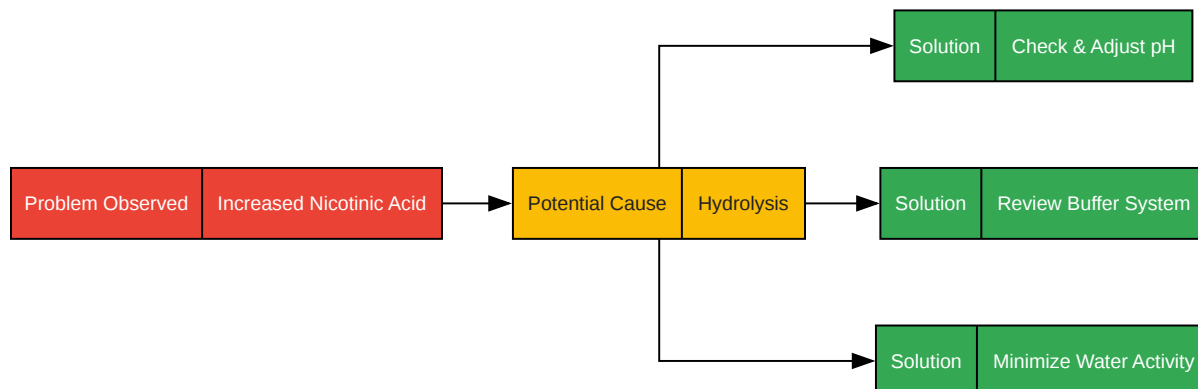 Solution Check & Adjust pH
Problem Observed Increased Nicotinic Acid Potential Cause Hydrolysis Solution Review Buffer System
Solution Minimize Water Activity